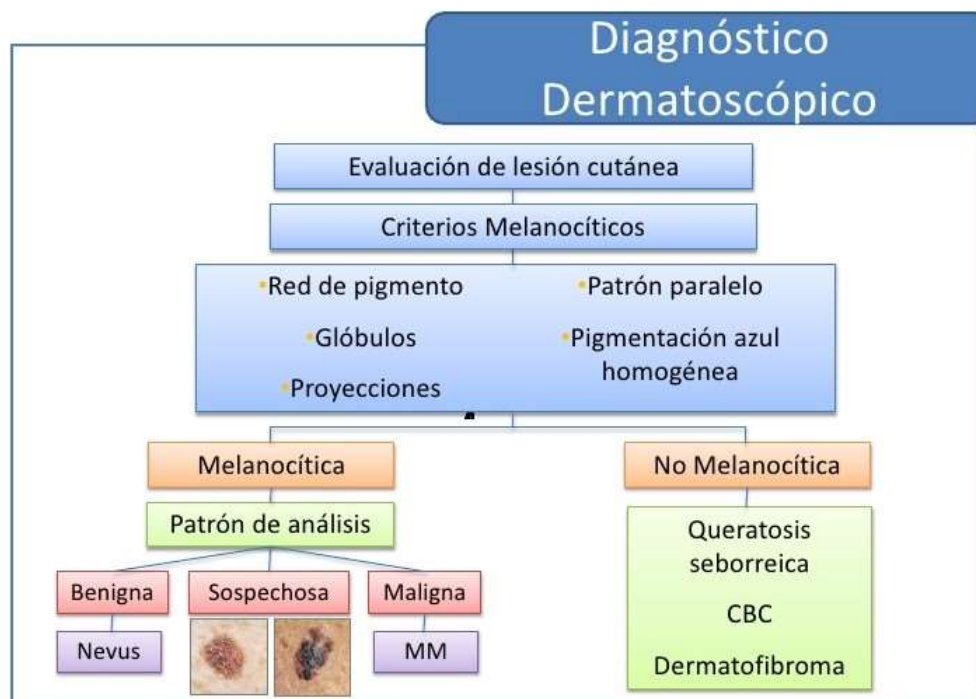 Diagnóstico
Dermatoscópico
Evaluación de lesión cutánea
Criterios Melanocíticos
•Red de pigmento
•Glóbulos
•Proyecciones
•Patrón paralelo
•Pigmentación azul
homogénea
Melanocítica
No Melanocítica
Patrón de análisis
Benigna
Sospechosa
Maligna
Nevus
MM
Queratosis
seborreica
CBC
Dermatofibroma